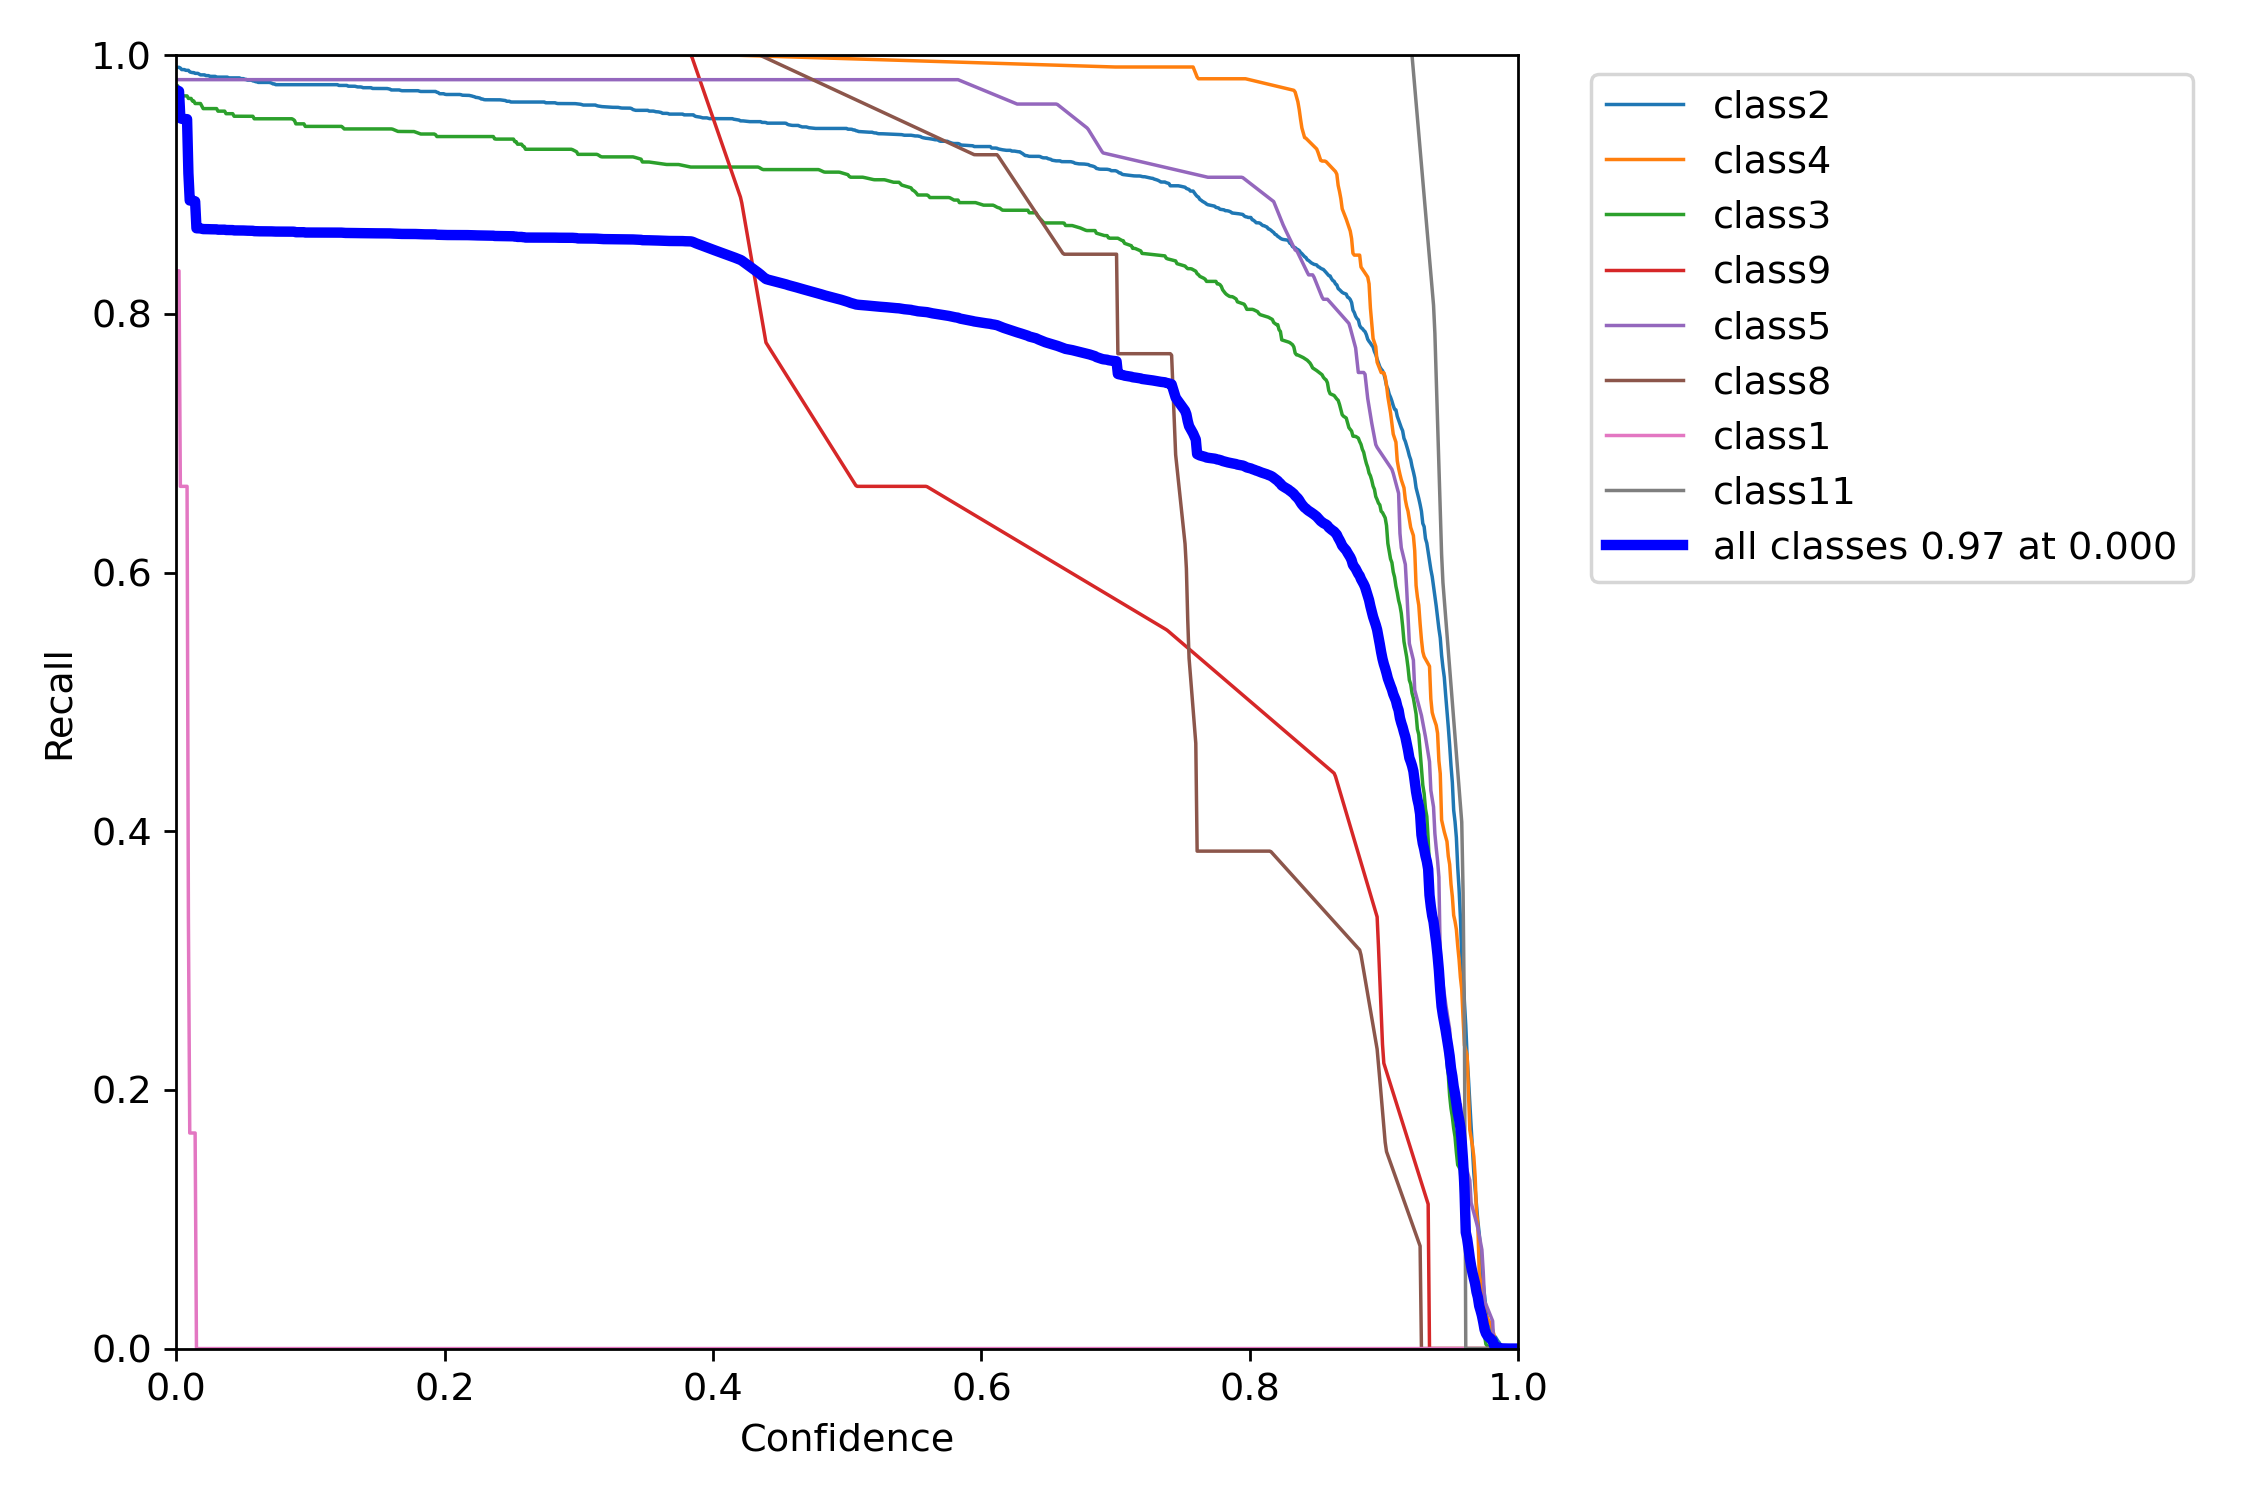 1.0
0.8
0.6
0.4
0.2
0.0
Recall
0.0 0.2 0.4 0.6 0.8 1.0
Confidence
class2
class4
class3
class9
class5
class8
class1
class11
all classes 0.97 at 0.000